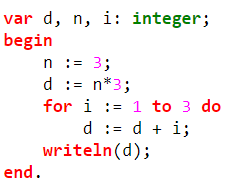 var d, n, i: integer;
begin
    n := 3;
    d := n*3;
    for i := 1 to 3 do
        d := d + i;
    writeln(d);
end.